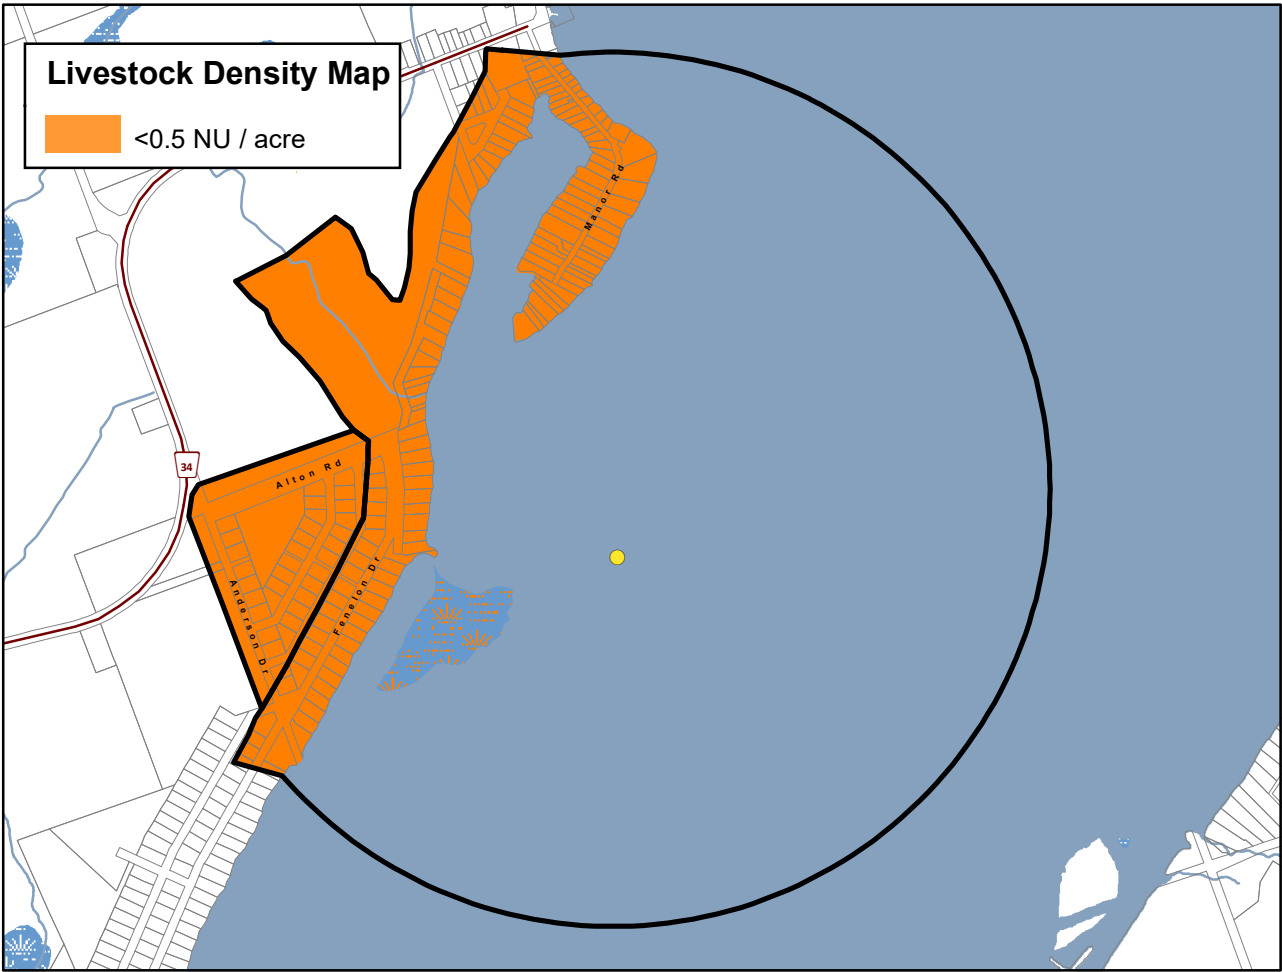 Livestock Density Map
<0.5 NU / acre
Manor Rd
34
Alton Rd
Anderson Dr
Fenelon Dr